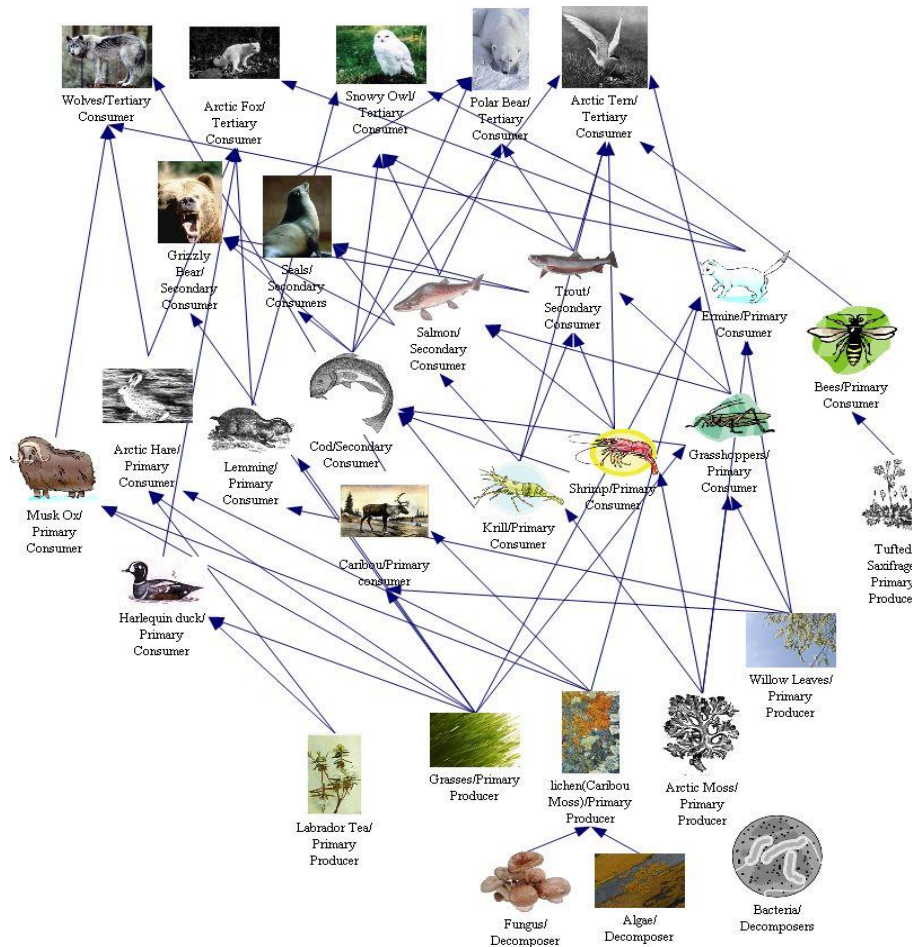 Wolves/Tertiary
Consumer
Arctic Fox/
Tertiary
Consumer
Snowy Owl/
Tertiary
Consumer
Polar Bear/
Tertiary
Consumer
Arctic Tern/
Tertiary
Consumer
Grizzly
Bear/
Secondary
Consumer
Seals/
Secondary
Consumers
Salmon/
Secondary
Consumer
Trout/
Secondary
Consumer
Ermine/Primary
Consumer
Bees/Primary
Consumer
Musk Ox/
Primary
Consumer
Arctic Hare/
Primary
Consumer
Lemming/
Primary
Consumer
Cod/Secondary
Consumer
Caribou/Primary
consumer
Krill/Primary
Consumer
Shrimp/Primary
Consumer
Grasshoppers/
Primary
Consumer
Tufted
Saxifrage/
Primary
Producer
Harlequin duck/
Primary
Consumer
Willow Leaves/
Primary
Producer
Labrador Tea/
Primary
Producer
Grasses/Primary
Producer
lichen(Caribou
Moss)/Primary
Producer
Arctic Moss/
Primary
Producer
Fungus/
Decomposer
Algae/
Decomposer
Bacteria/
Decomposers